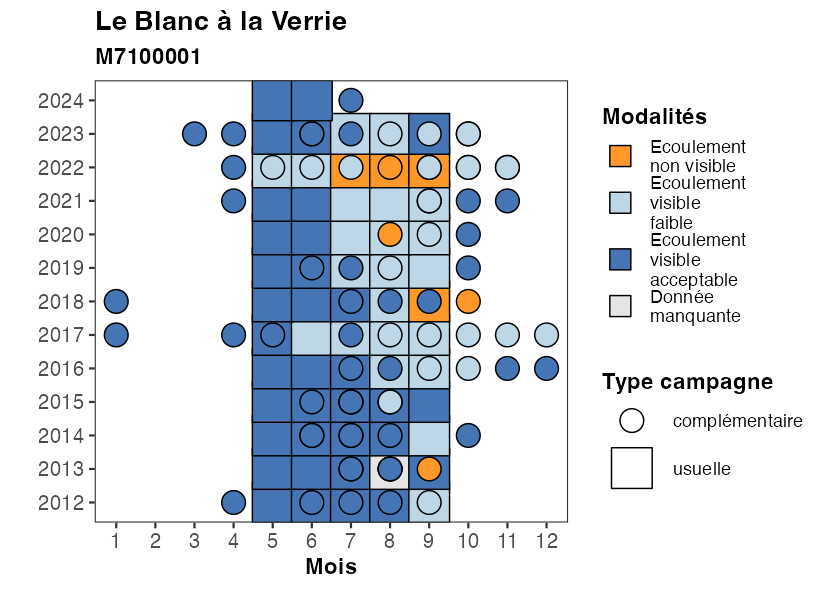 Le Blanc à la Verrie
M7100001
2024
2023
2022
2021
2020
2019
2018
2017
2016
2015
2014
2013
2012
1 2 3 4 5 6 7 8 9 10 11 12
Mois
Modalités
Ecoulement
non visible
Ecoulement
visible
faible
Ecoulement
visible
acceptable
Donnée
manquante
Type campagne
complémentaire
usuelle